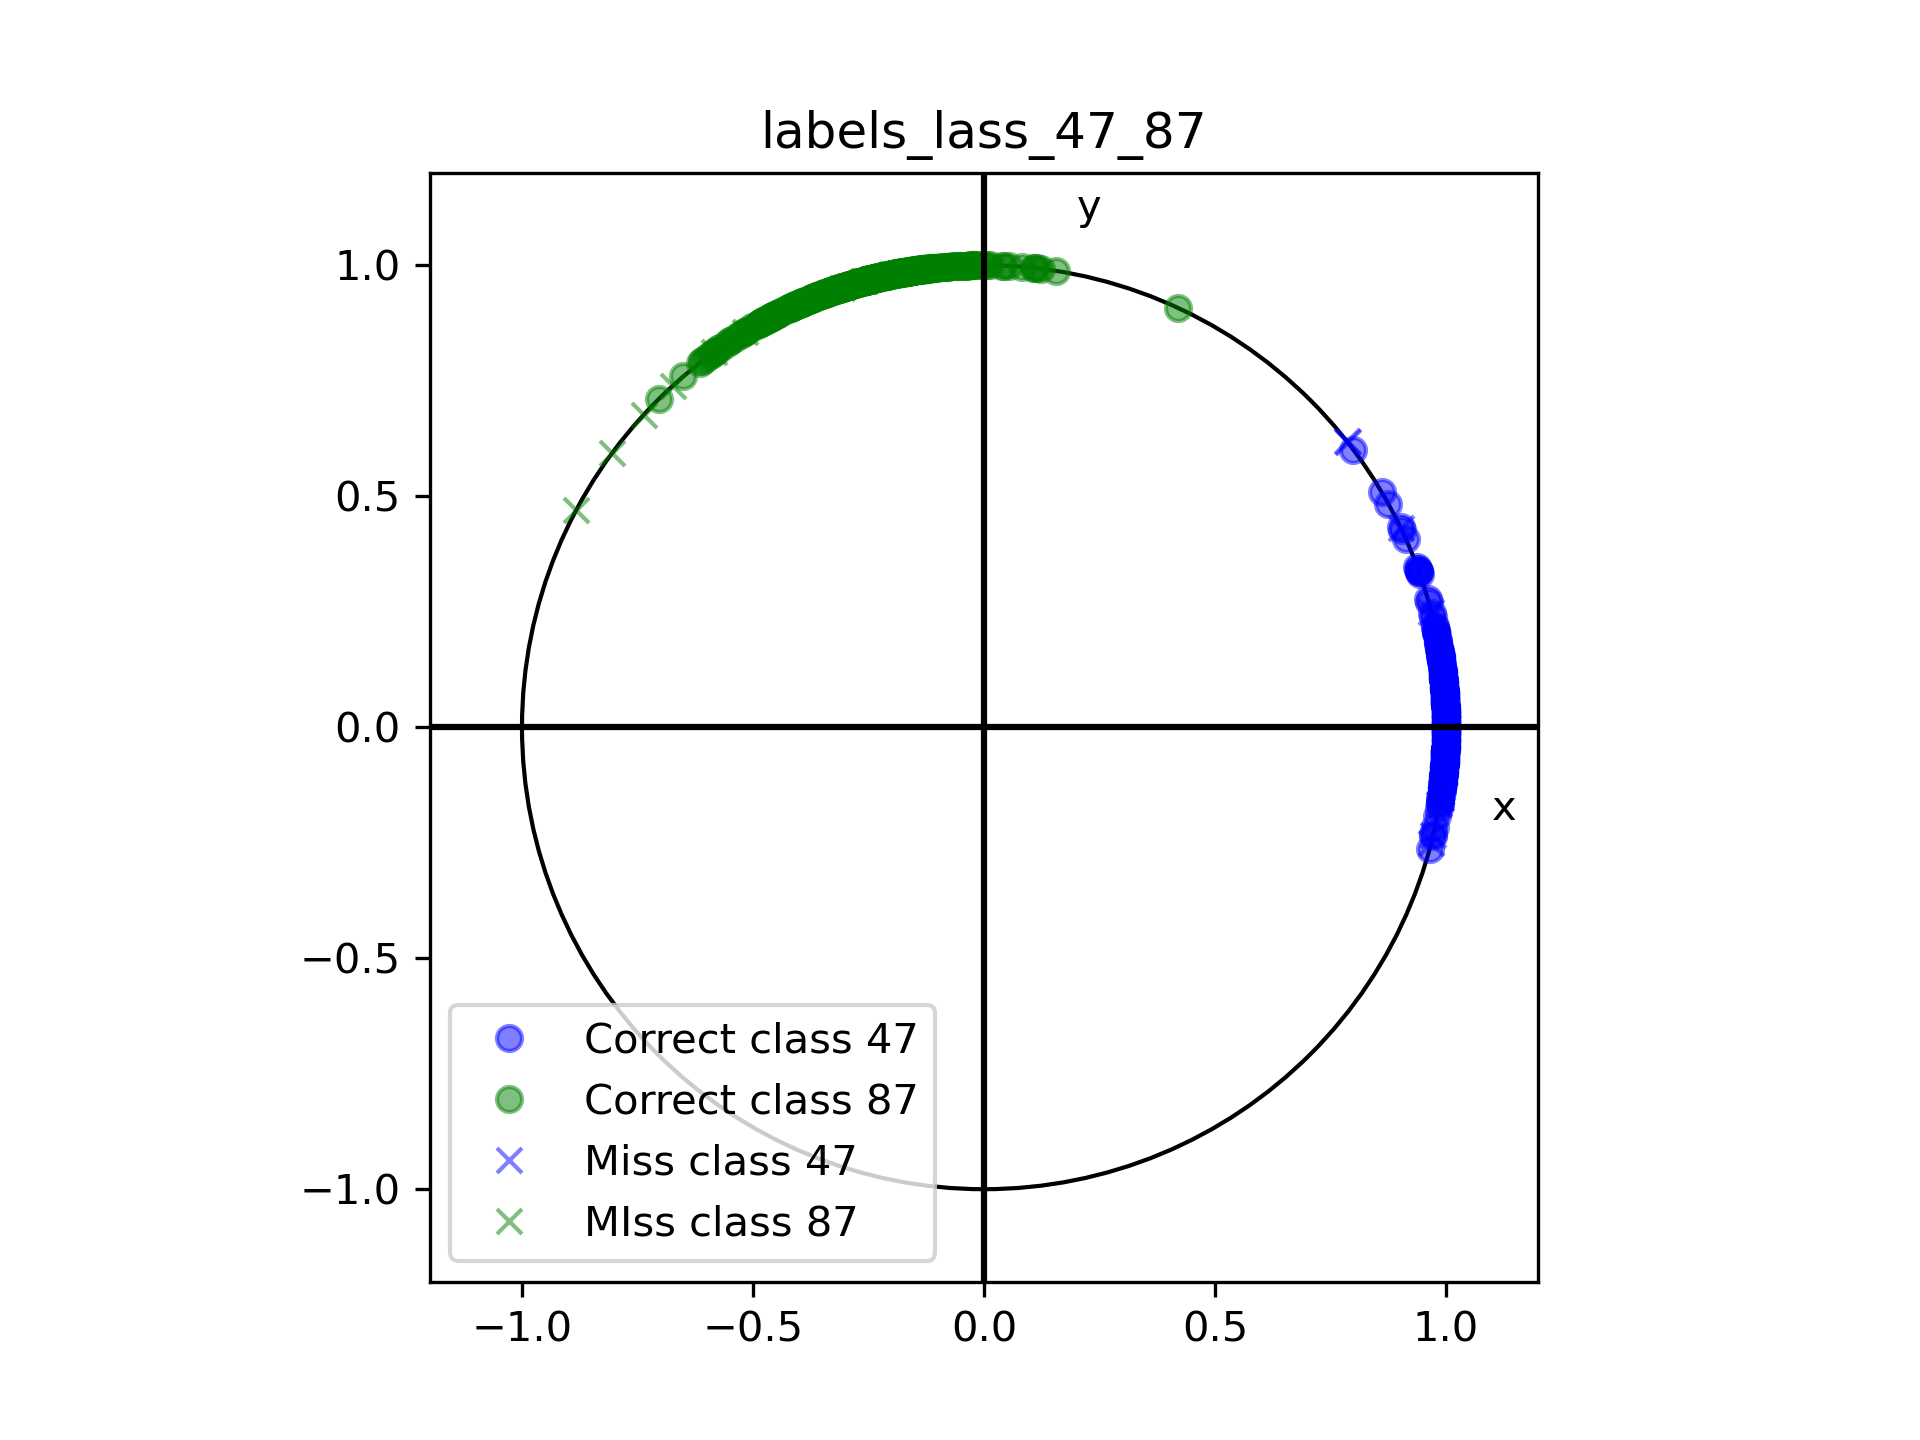 labels_lass_47_87
y
1.0
0.5
0.0
x
−0.5
−1.0
Correct class 47
Correct class 87
Miss class 47
MIss class 87
−1.0 −0.5 0.0 0.5 1.0